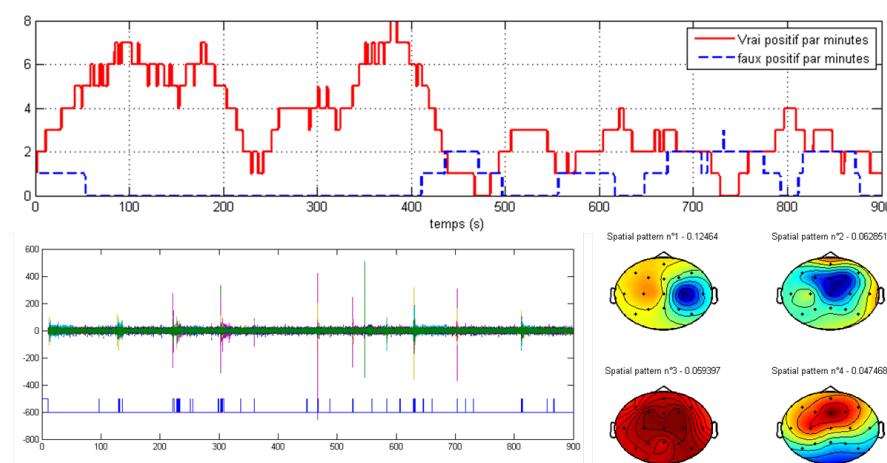 8
6
4
2
0
Vrai positif par minutes
faux positif par minutes
0 100 200 300 400 500 600 700 800 900
temps (s)
600
400
200
0
-200
-400
-600
-800
0 100 200 300 400 500 600 700 800 900
Spatial pattern n°1 - 0.12464
Spatial pattern n°2 - 0.062851
Spatial pattern n°3 - 0.059397
Spatial pattern n°4 - 0.047468